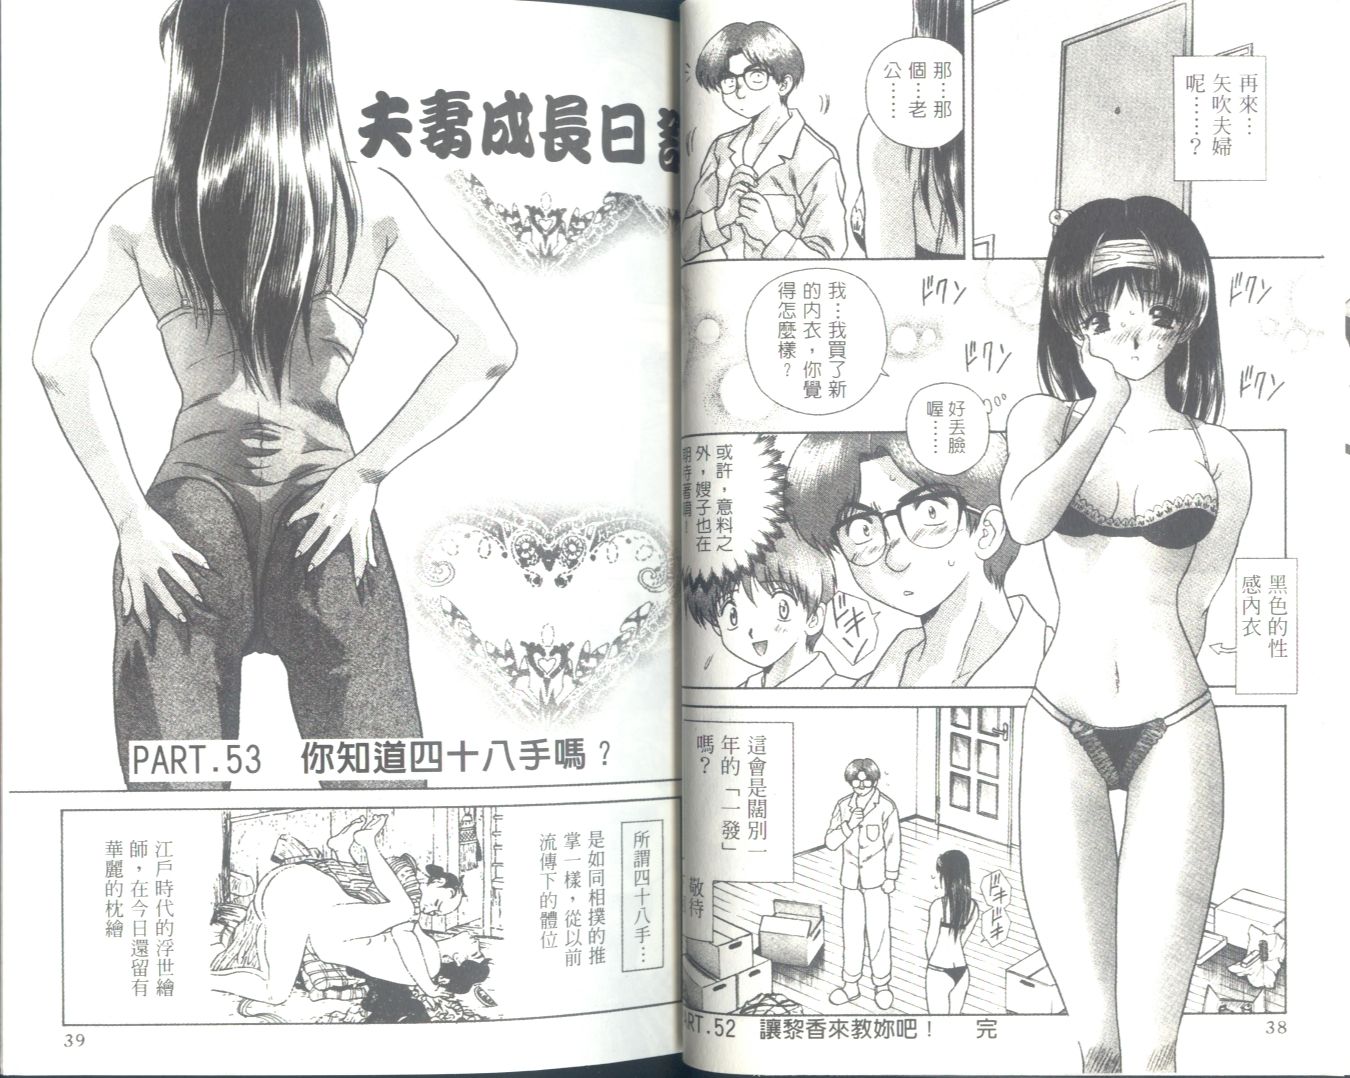 再來…
矢吹夫婦
呢……？
那…那
個…老
公……
ドクン
ドクン
ドクン
ドクン
我…我買了新
的內衣，你覺
得怎麼樣？
好丟臉
喔……
黑色的性
感內衣
ドキッ
或許，意料之
外，嫂子也在
期待著唷！
這會是闊別一
年的「一發」
嗎？
ドキ
ドキ
敬待
PART.52 讓黎香來教妳吧！ 完
38
夫妻成長日誌
PART.53 你知道四十八手嗎？
所謂四十八手…
是如同相撲的推
掌一樣，從以前
流傳下的體位
江戶時代的浮世繪
師，在今日還留有
華麗的枕繪
39